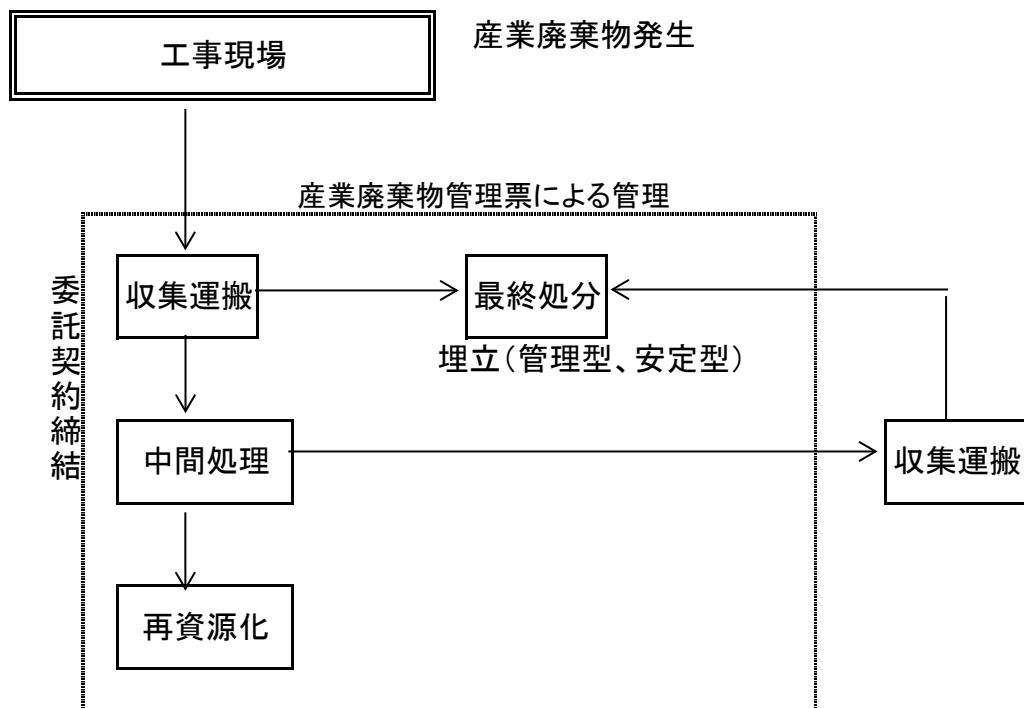 工事現場
産業廃棄物発生
産業廃棄物管理票による管理
委託契約締結
収集運搬
最終処分
埋立（管理型、安定型）
中間処理
収集運搬
再資源化